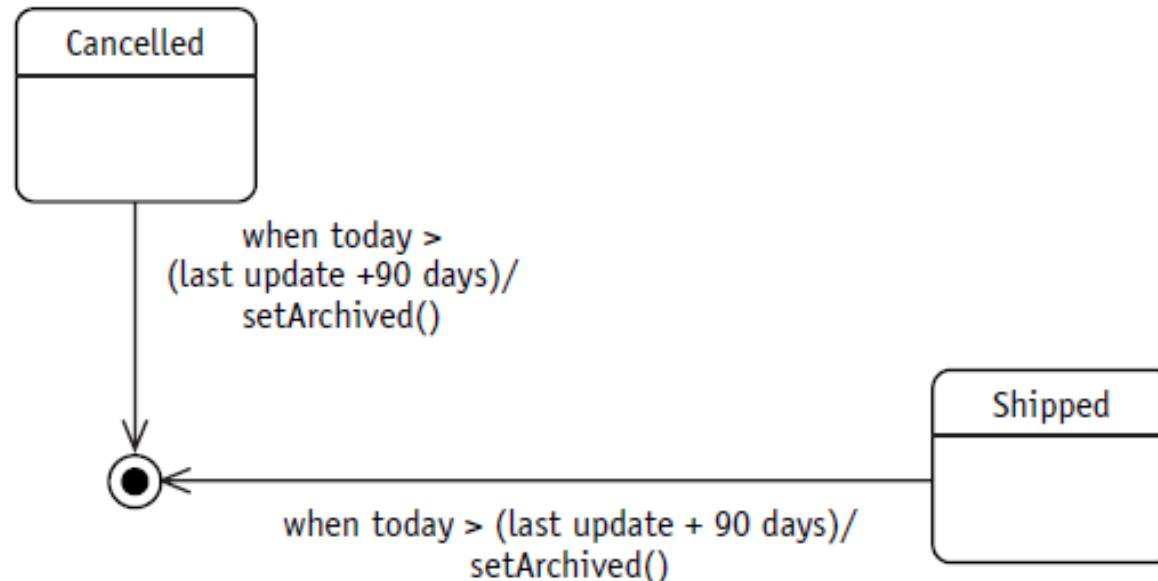 Cancelled
when today >
(last update +90 days)/
setArchived()
Shipped
when today > (last update + 90 days)/
setArchived()